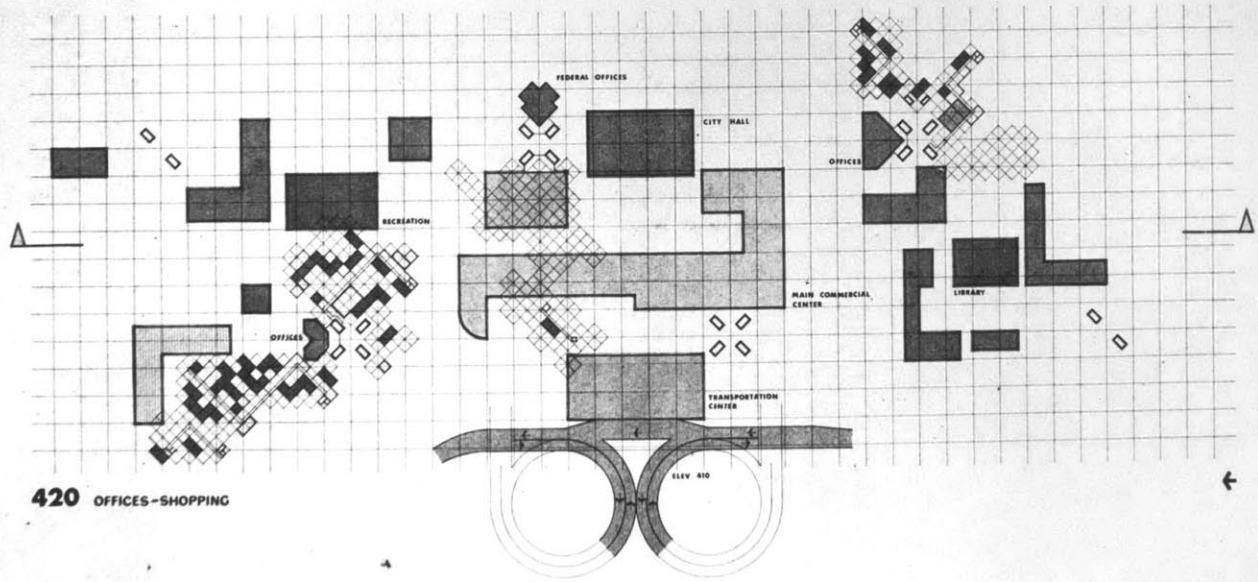 FEDERAL OFFICES
CITY HALL
OFFICES
RECREATION
LIBRARY
MAIN COMMERCIAL
CENTER
OFFICES
TRANSPORTATION
CENTER
ELEV 410
420 OFFICES-SHOPPING